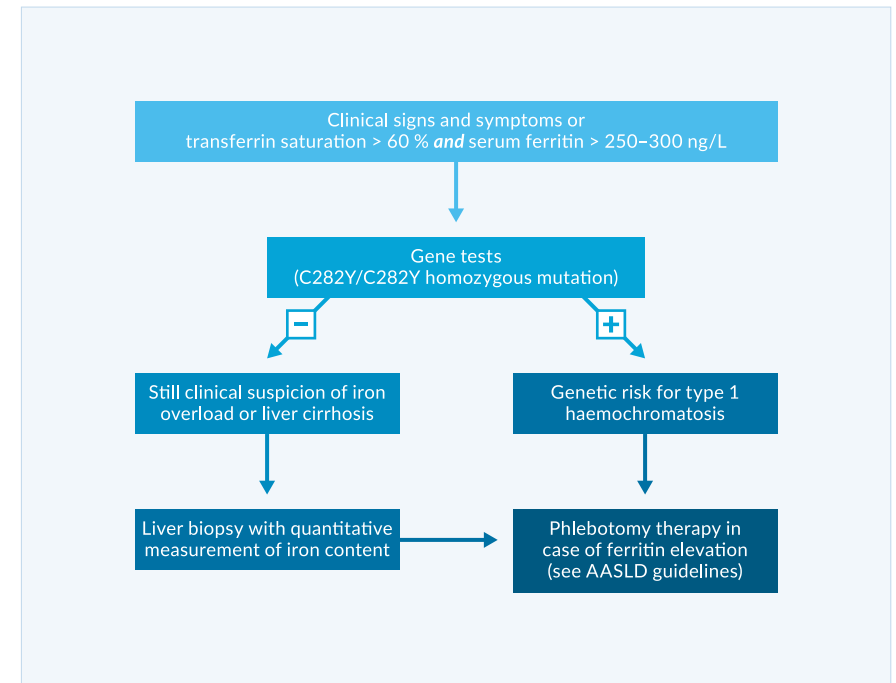 Clinical signs and symptoms or
transferrin saturation > 60 % and serum ferritin > 250–300 ng/L
Gene tests
(C282Y/C282Y homozygous mutation)
−
+
Still clinical suspicion of iron
overload or liver cirrhosis
Genetic risk for type 1
haemochromatosis
Liver biopsy with quantitative
measurement of iron content
Phlebotomy therapy in
case of ferritin elevation
(see AASLD guidelines)